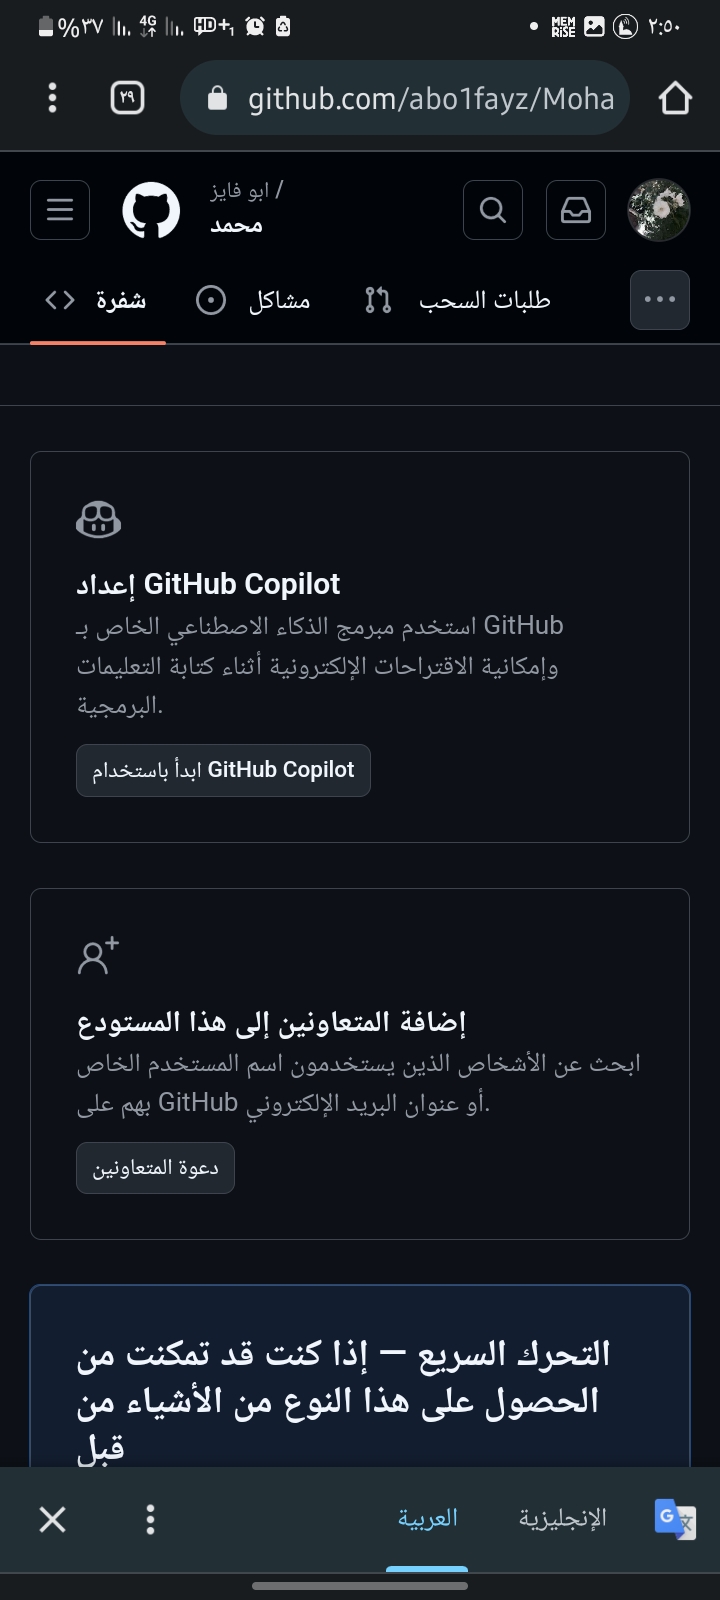 %٣٧ 4G HD+1 MEM RiSE ٢:٥٠
٢٩ github.com/abo1fayz/Moha
ابو فايز /
محمد
شفرة مشاكل طلبات السحب
إعداد GitHub Copilot
استخدم مبرمج الذكاء الاصطناعي الخاص بـ GitHub
وإمكانية الاقتراحات الإلكترونية أثناء كتابة التعليمات
البرمجية.
ابدأ باستخدام GitHub Copilot
إضافة المتعاونين إلى هذا المستودع
ابحث عن الأشخاص الذين يستخدمون اسم المستخدم الخاص
بهم على GitHub أو عنوان البريد الإلكتروني.
دعوة المتعاونين
التحرك السريع — إذا كنت قد تمكنت من
الحصول على هذا النوع من الأشياء من
قبل
العربية الإنجليزية